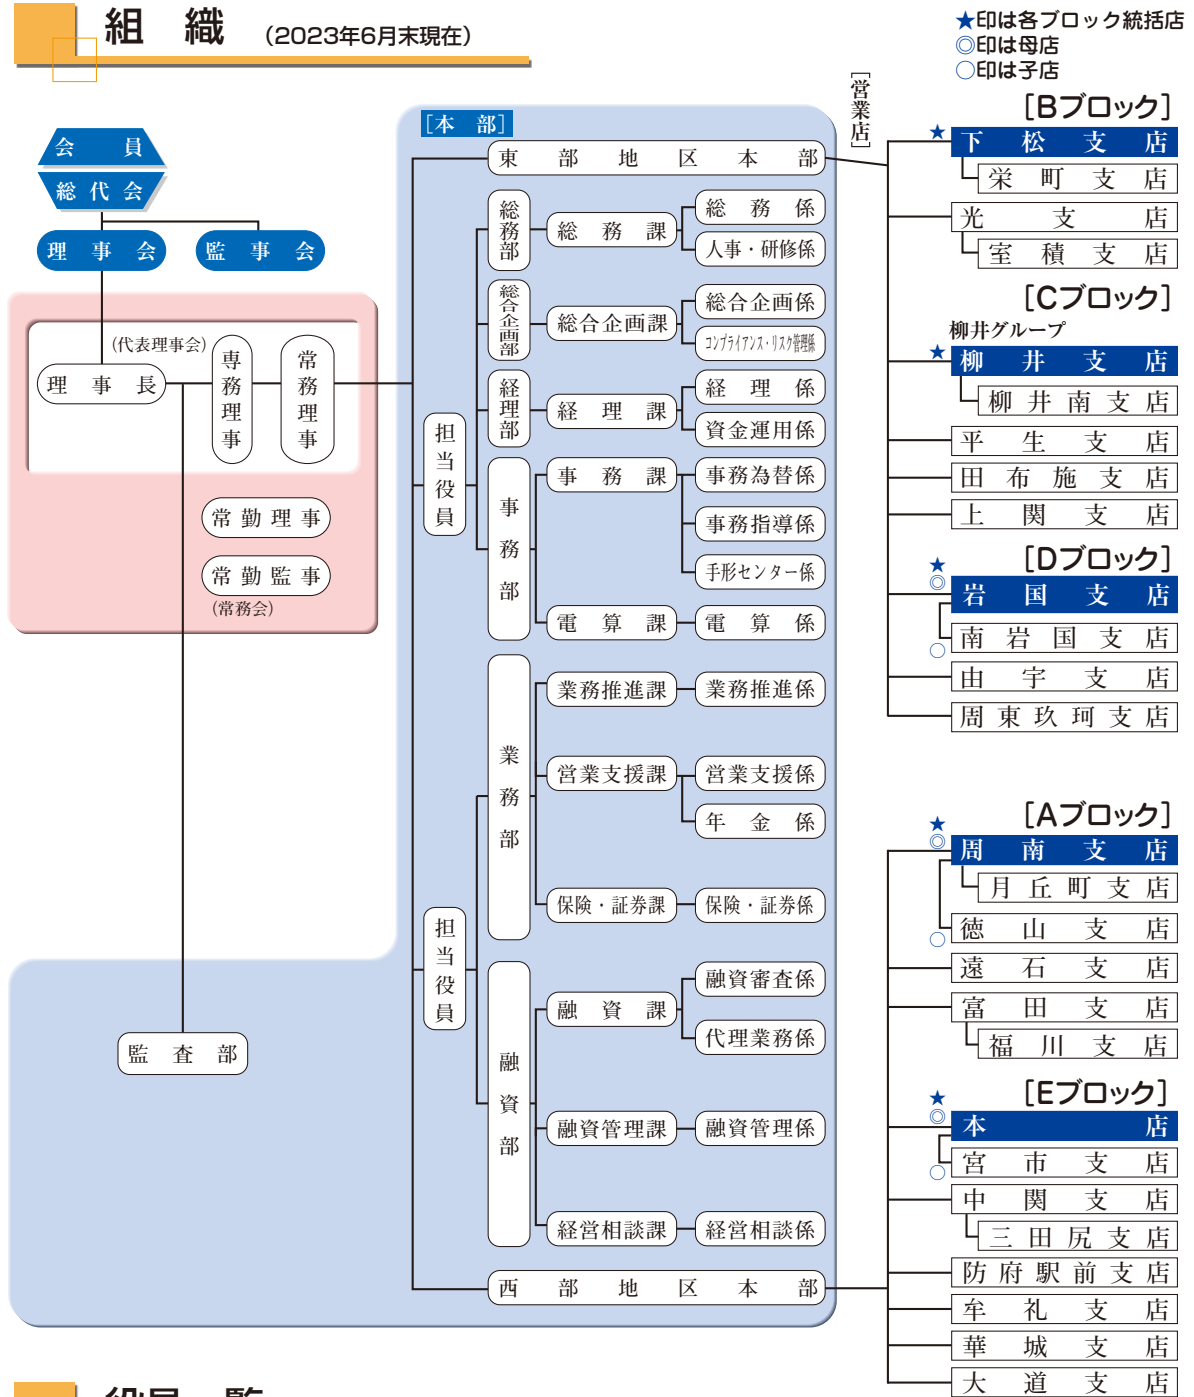 組織 (2023年6月末現在)
★印は各ブロック統括店
◎印は母店
○印は子店
会員
総代会
理事会
監事会
(代表理事会)
理事長
専務理事
常務理事
常勤理事
常勤監事
(常務会)
監査部
[本部]
東部地区本部
担当役員
総務部
総務課
総務係
人事・研修係
総合企画部
総合企画課
総合企画係
コンプライアンス・リスク管理係
経理部
経理課
経理係
資金運用係
事務部
事務課
事務為替係
事務指導係
手形センター係
電算課
電算係
担当役員
業務部
業務推進課
業務推進係
営業支援課
営業支援係
年金係
保険・証券課
保険・証券係
融資部
融資課
融資審査係
代理業務係
融資管理課
融資管理係
経営相談課
経営相談係
西部地区本部
[営業店]
[Bブロック]
★
下松支店
栄町支店
光支店
室積支店
[Cブロック]
柳井グループ
★
柳井支店
柳井南支店
平生支店
田布施支店
上関支店
[Dブロック]
★
◎
岩国支店
○
南岩国支店
由宇支店
周東玖珂支店
[Aブロック]
★
◎
周南支店
月丘町支店
○
徳山支店
遠石支店
富田支店
福川支店
[Eブロック]
★
◎
本店
○
宮市支店
中関支店
三田尻支店
防府駅前支店
牟礼支店
華城支店
大道支店